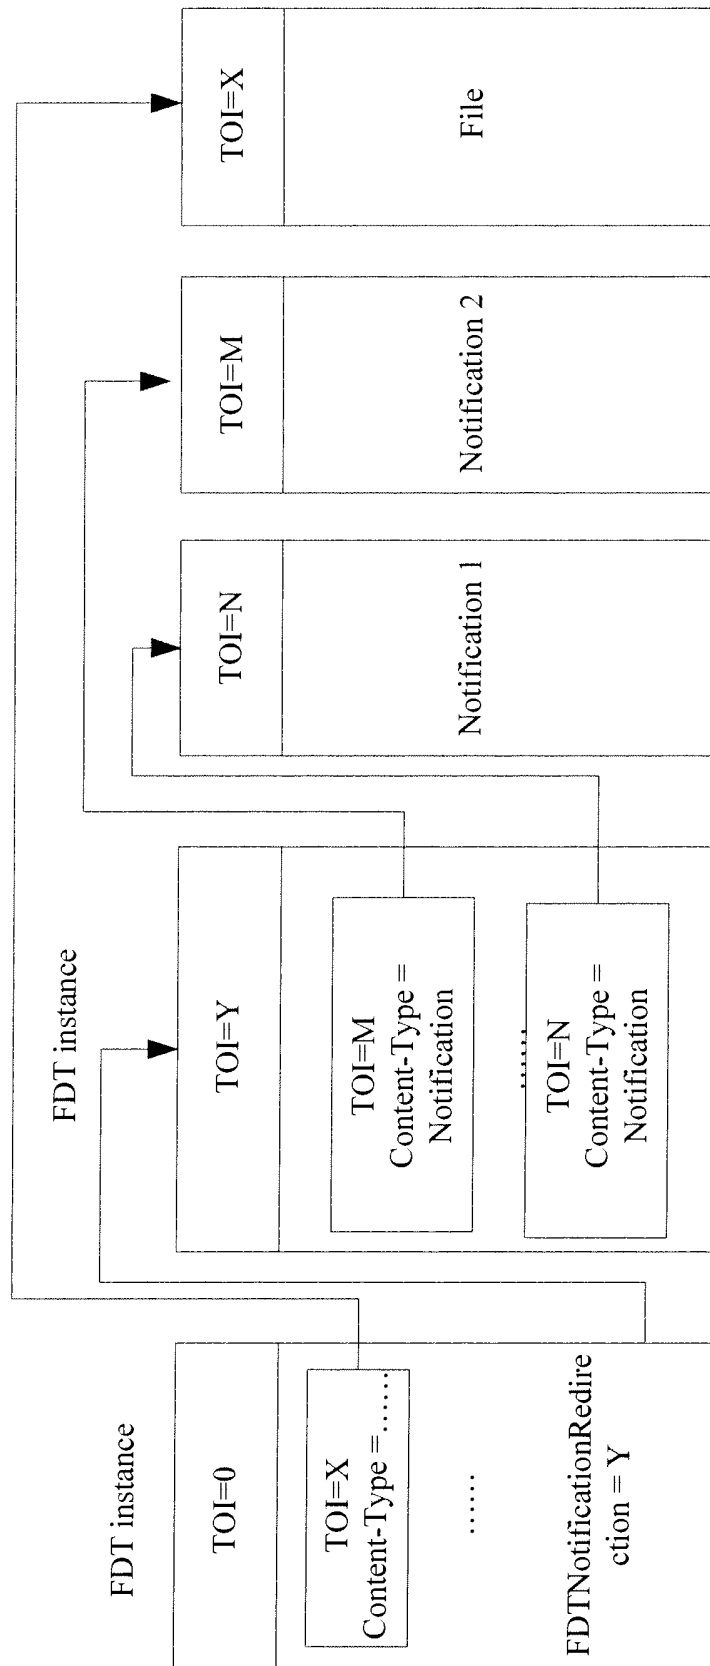 FDT instance
TOI=0
TOI=X
Content-Type =……
……
FDTNotificationRedire
ction = Y
FDT instance
TOI=Y
TOI=M
Content-Type =
Notification
……
TOI=N
Content-Type =
Notification
TOI=N
Notification 1
TOI=M
Notification 2
TOI=X
File